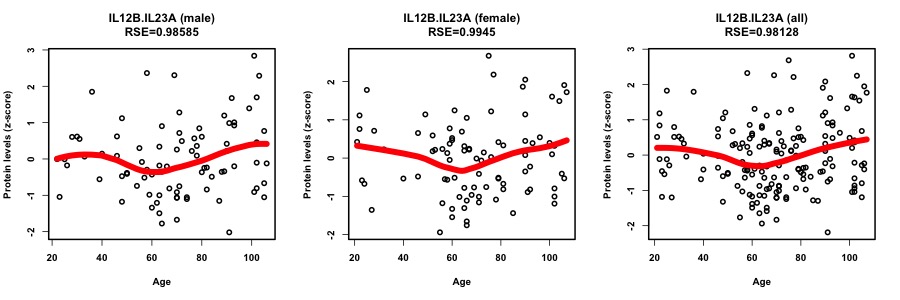 IL12B.IL23A (male)
RSE=0.98585
Protein levels (z-score)
3
2
1
0
-1
-2
20 40 60 80 100
Age
IL12B.IL23A (female)
RSE=0.9945
Protein levels (z-score)
2
1
0
-1
-2
20 40 60 80 100
Age
IL12B.IL23A (all)
RSE=0.98128
Protein levels (z-score)
3
2
1
0
-1
-2
20 40 60 80 100
Age